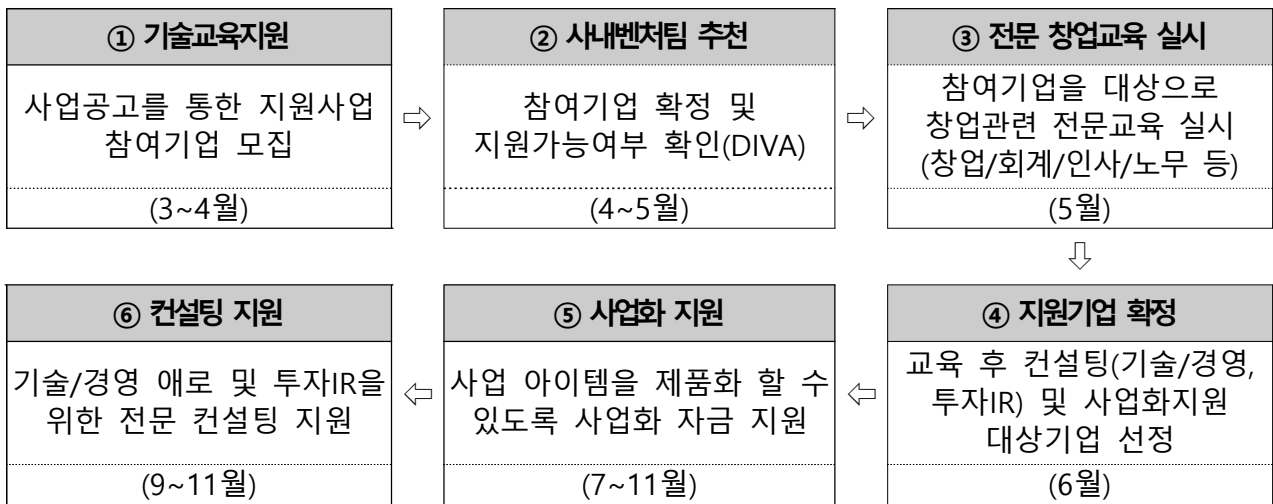 ① 기술교육지원
사업공고를 통한 지원사업
참여기업 모집
(3~4월)
⇨
② 사내벤처팀 추천
참여기업 확정 및
지원가능여부 확인(DIVA)
(4~5월)
⇨
③ 전문 창업교육 실시
참여기업을 대상으로
창업관련 전문교육 실시
(창업/회계/인사/노무 등)
(5월)
⇩
④ 지원기업 확정
교육 후 컨설팅(기술/경영,
투자IR) 및 사업화지원
대상기업 선정
(6월)
⇦
⑤ 사업화 지원
사업 아이템을 제품화 할 수
있도록 사업화 자금 지원
(7~11월)
⇦
⑥ 컨설팅 지원
기술/경영 애로 및 투자IR을
위한 전문 컨설팅 지원
(9~11월)